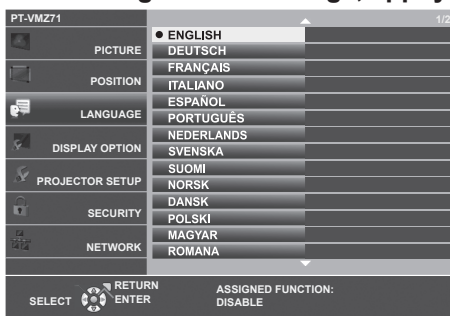 PT-VMZ71
1/2
PICTURE
POSITION
LANGUAGE
DISPLAY OPTION
PROJECTOR SETUP
SECURITY
NETWORK
ENGLISH
DEUTSCH
FRANÇAIS
ITALIANO
ESPAÑOL
PORTUGUÊS
NEDERLANDS
SVENSKA
SUOMI
NORSK
DANSK
POLSKI
MAGYAR
ROMANA
SELECT
RETURN
ENTER
ASSIGNED FUNCTION:
DISABLE